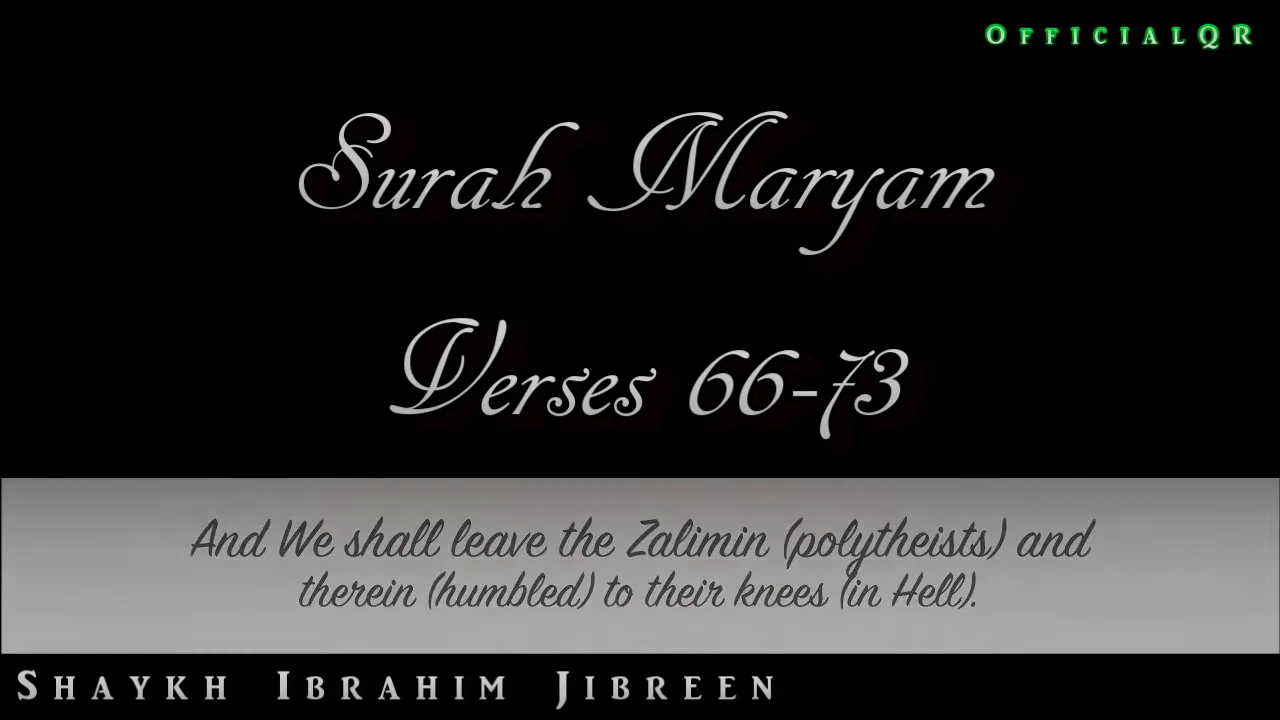 OFFICIALQR
Surah Maryam
Verses 66-73
And We shall leave the Zalimin (polytheists) and
therein (humbled) to their knees (in Hell).
SHAYKH IBRAHIM JIBREEN